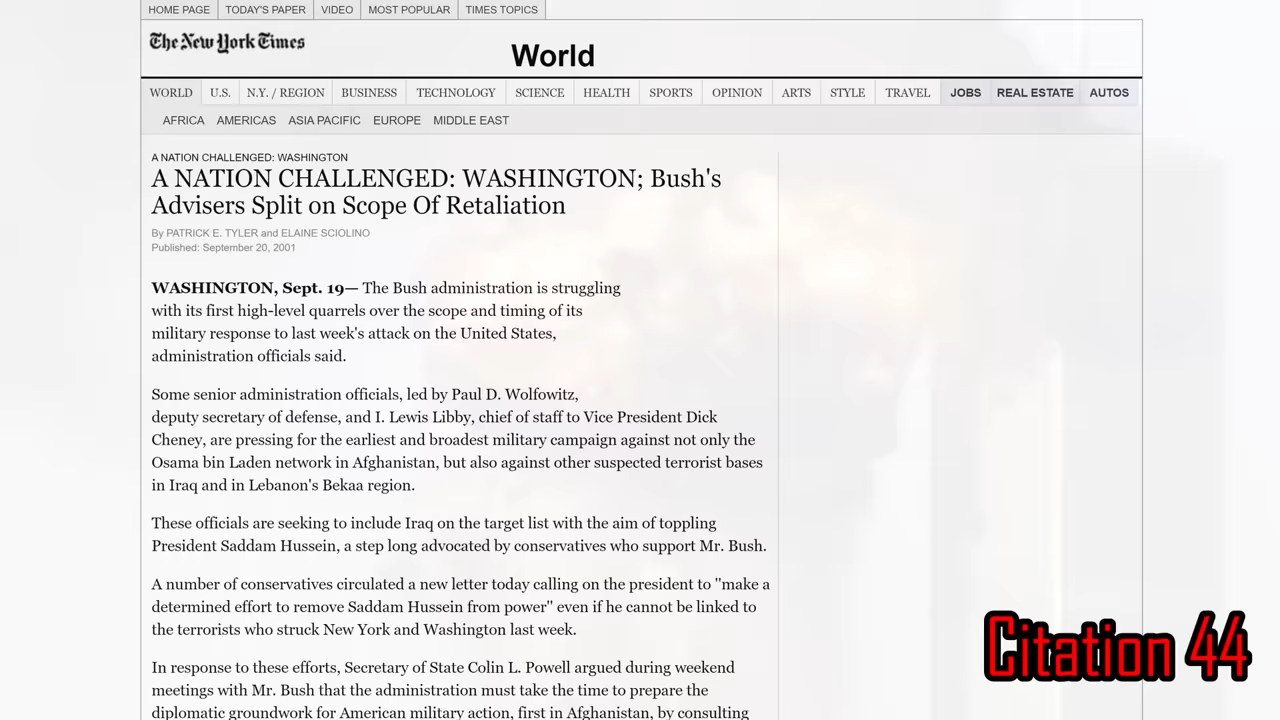 HOME PAGE TODAY'S PAPER VIDEO MOST POPULAR TIMES TOPICS
The New York Times
World
WORLD U.S. N.Y. / REGION BUSINESS TECHNOLOGY SCIENCE HEALTH SPORTS OPINION ARTS STYLE TRAVEL JOBS REAL ESTATE AUTOS
AFRICA AMERICAS ASIA PACIFIC EUROPE MIDDLE EAST
A NATION CHALLENGED: WASHINGTON
A NATION CHALLENGED: WASHINGTON; Bush's
Advisers Split on Scope Of Retaliation
By PATRICK E. TYLER and ELAINE SCIOLINO
Published: September 20, 2001
WASHINGTON, Sept. 19— The Bush administration is struggling
with its first high-level quarrels over the scope and timing of its
military response to last week's attack on the United States,
administration officials said.
Some senior administration officials, led by Paul D. Wolfowitz,
deputy secretary of defense, and I. Lewis Libby, chief of staff to Vice President Dick
Cheney, are pressing for the earliest and broadest military campaign against not only the
Osama bin Laden network in Afghanistan, but also against other suspected terrorist bases
in Iraq and in Lebanon's Bekaa region.
These officials are seeking to include Iraq on the target list with the aim of toppling
President Saddam Hussein, a step long advocated by conservatives who support Mr. Bush.
A number of conservatives circulated a new letter today calling on the president to ''make a
determined effort to remove Saddam Hussein from power'' even if he cannot be linked to
the terrorists who struck New York and Washington last week.
In response to these efforts, Secretary of State Colin L. Powell argued during weekend
meetings with Mr. Bush that the administration must take the time to prepare the
diplomatic groundwork for American military action, first in Afghanistan, by consulting
Citation 44